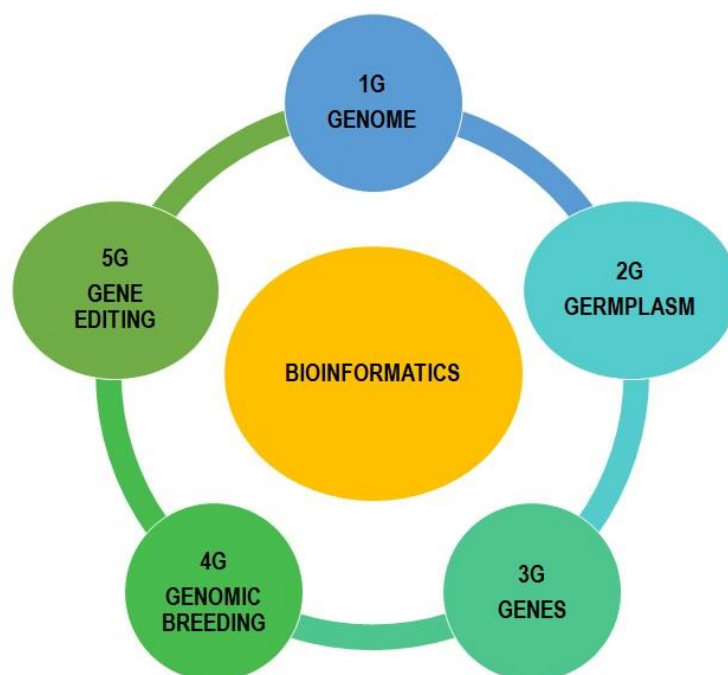 1G
GENOME
2G
GERMPLASM
3G
GENES
4G
GENOMIC
BREEDING
5G
GENE
EDITING
BIOINFORMATICS